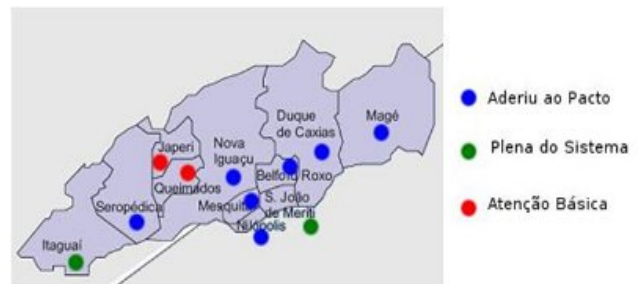 Japeri
Queimados
Nova
Iguaçu
Duque
de Caxias
Magé
Belford Roxo
Seropédica
Mesquita
S. João
de Meriti
Nilópolis
Itaguaí
Aderiu ao Pacto
Plena do Sistema
Atenção Básica